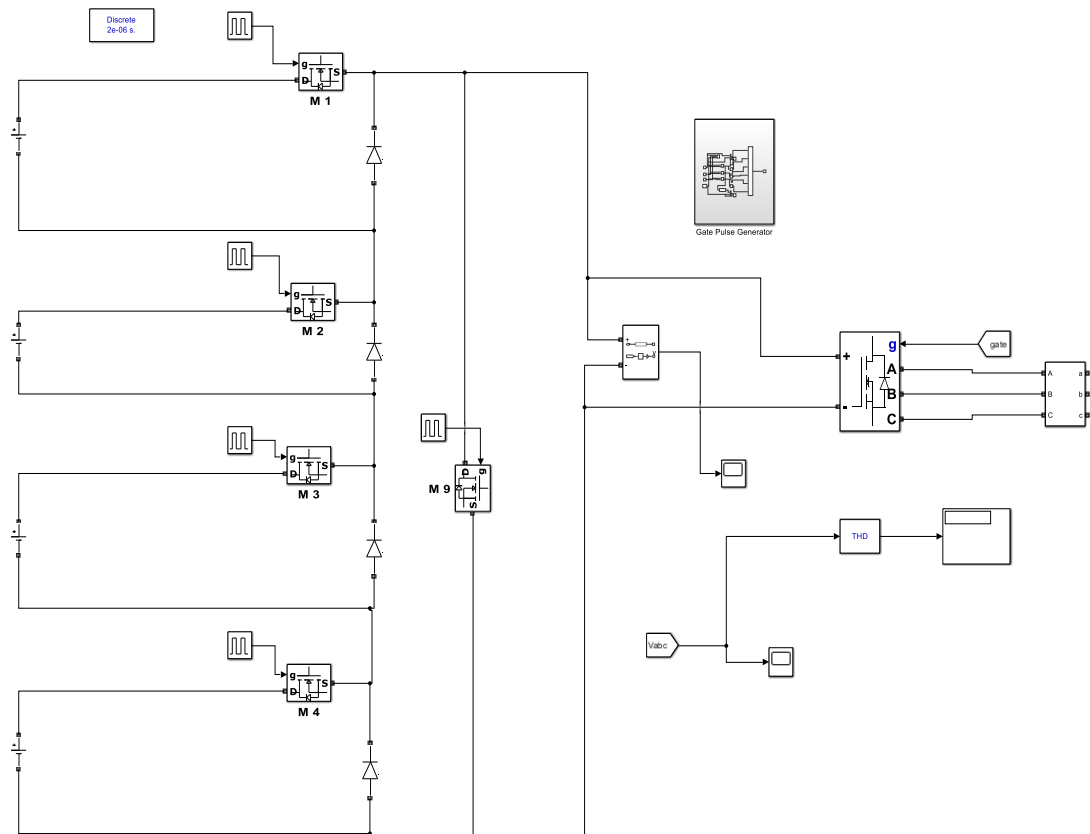 Discrete
2e-06 s.
g
D
S
M 1
Gate Pulse Generator
g
D
S
M 2
+
-
v
g
+
A
-
B
C
gate
A
a
B
b
C
c
g
D
S
M 3
D
g
M 9
S
THD
Vabc
g
D
S
M 4